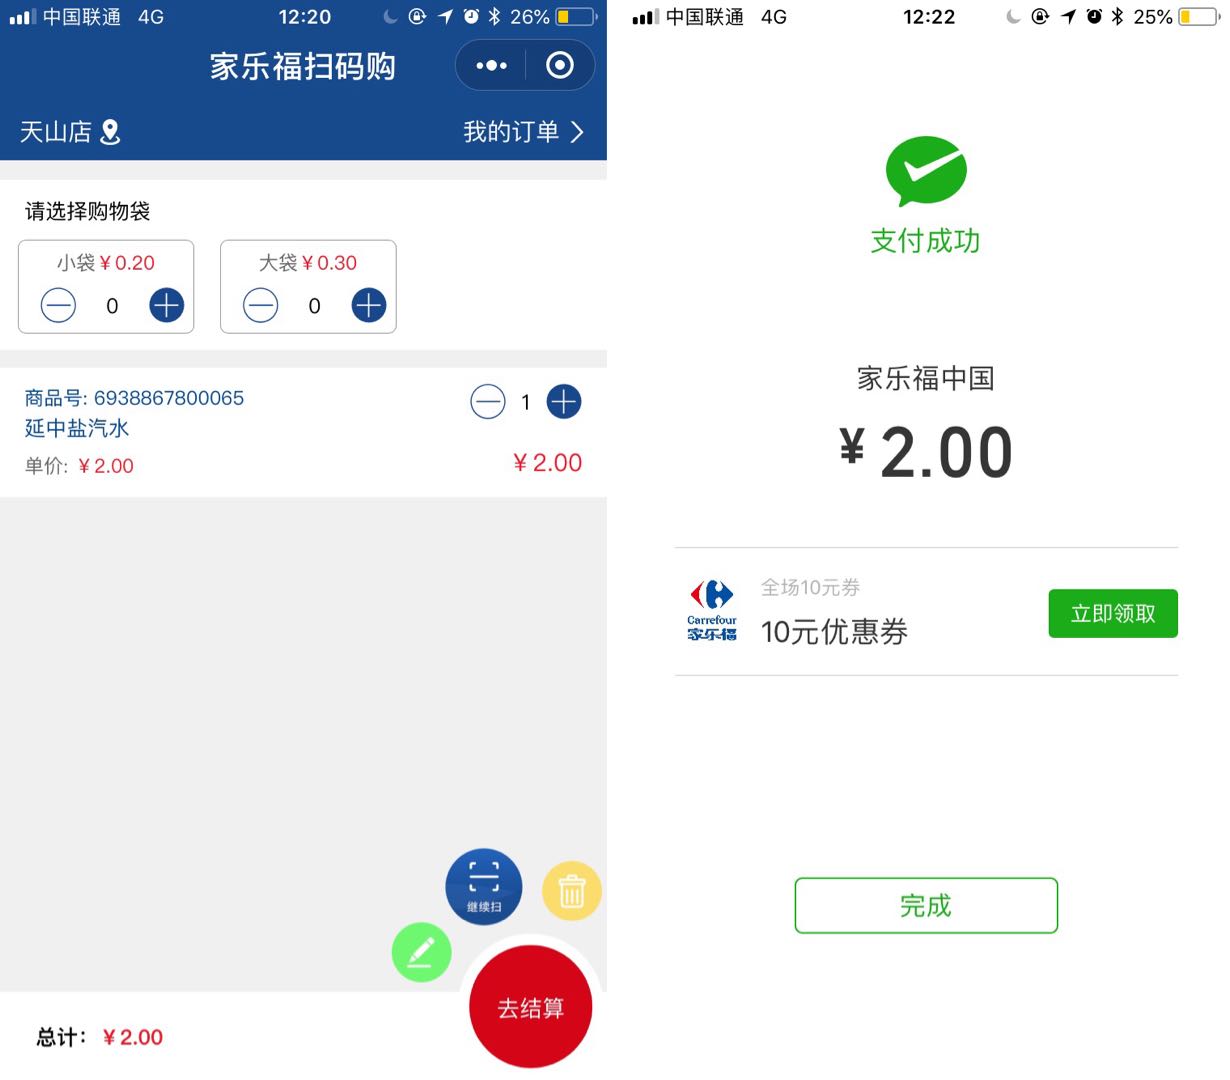 中国联通 4G 12:20 26%
家乐福扫码购
天山店 我的订单
请选择购物袋
小袋 ¥0.20 大袋 ¥0.30
0 0
商品号: 6938867800065
1
延中盐汽水
单价: ¥2.00 ¥2.00
继续扫
去结算
总计: ¥2.00
中国联通 4G 12:22 25%
支付成功
家乐福中国
¥2.00
全场10元券
Carrefour
家乐福
10元优惠券
立即领取
完成